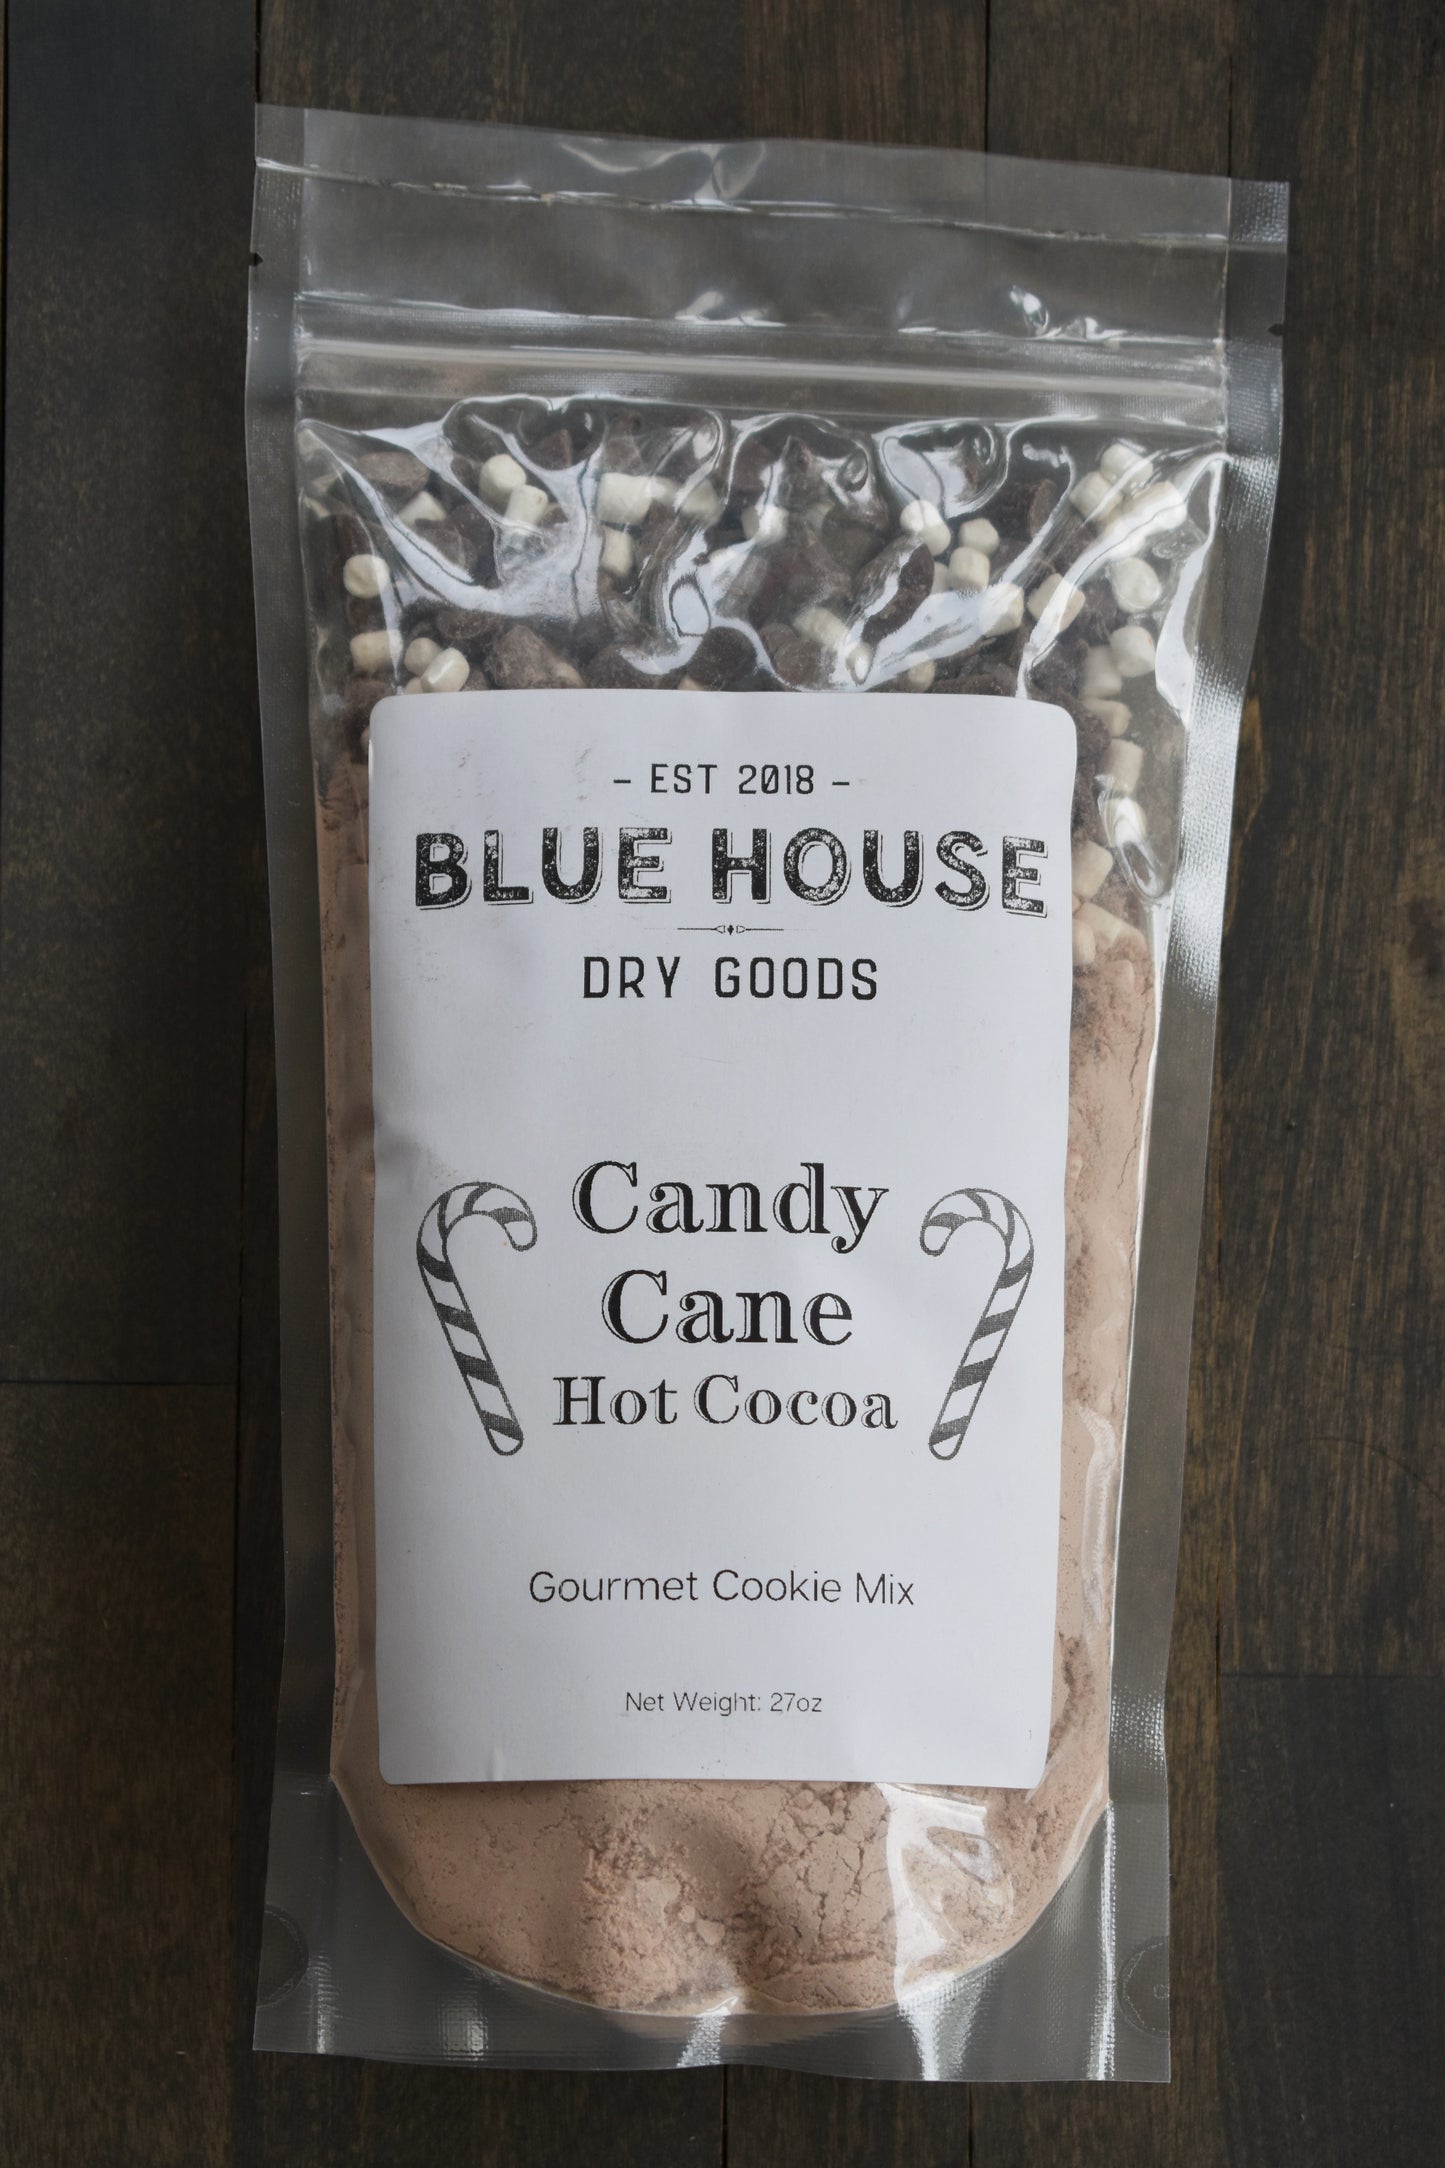 - EST 2018 -
BLUE HOUSE
DRY GOODS
Candy
Cane
Hot Cocoa
Gourmet Cookie Mix
Net Weight: 27oz